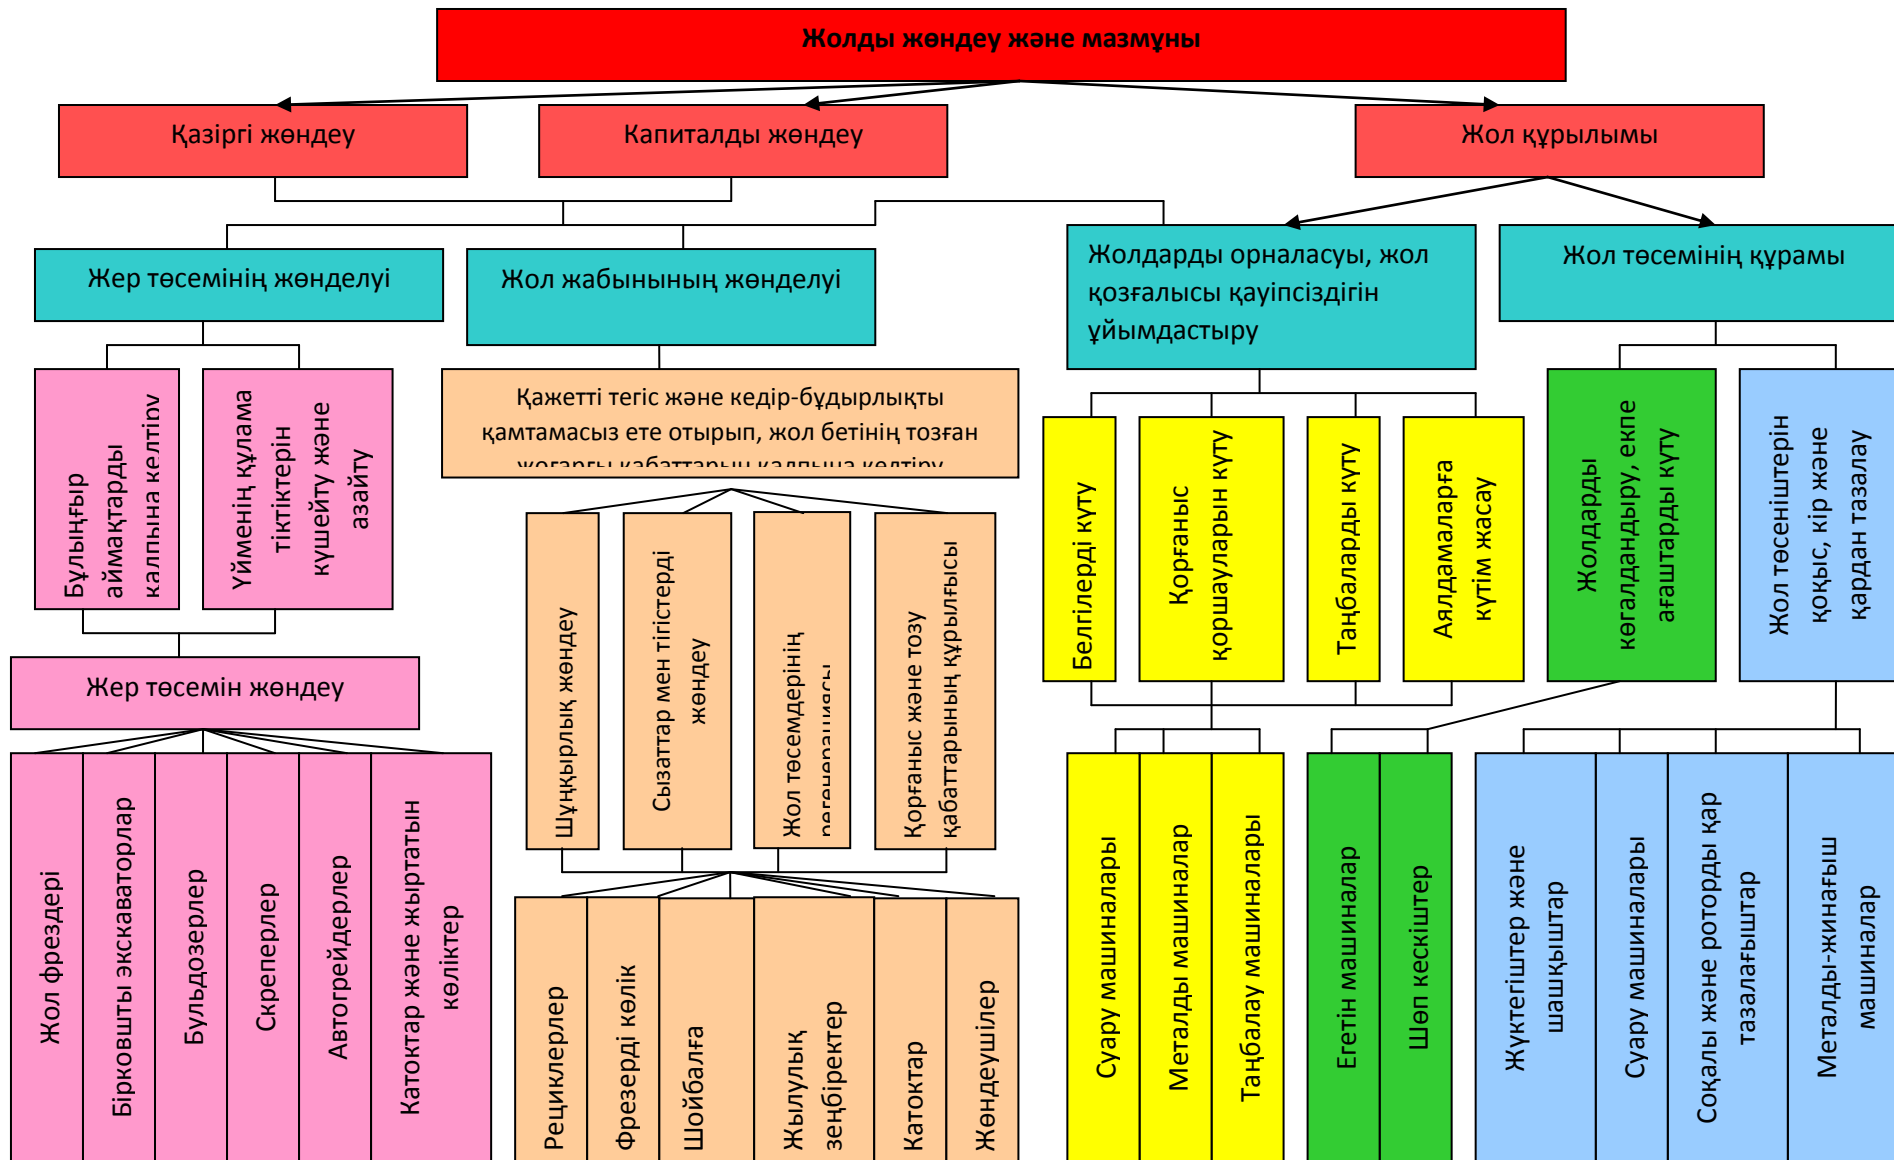 Жолды жөндеу және мазмұны
Қазіргі жөндеу
Капиталды жөндеу
Жол құрылымы
Жер төсемінің жөнделуі
Жол жабынының жөнделуі
Жолдарды орналасуы, жол
қозғалысы қауіпсіздігін
ұйымдастыру
Жол төсемінің құрамы
Бұлыңғыр
аймақтарды
қалпына келтіру
Үйменің құлама
тіктіктерін
күшейту және
азайту
Қажетті тегіс және кедір-бұдырлықты
қамтамасыз ете отырып, жол бетінің тозған
жоғарғы қабаттарын қалпына келтіру
Белгілерді күту
Қорғаныс
қоршауларын күту
Таңбаларды күту
Аялдамаларға
күтім жасау
Жолдарды
көгалдандыру, екпе
ағаштарды күту
Жол төсеніштерін
қоқыс, кір және
қардан тазалау
Жер төсемін жөндеу
Шұңқырлық жөндеу
Сызаттар мен тігістерді
жөндеу
Жол төсемдерінің
регенерациясы
Қорғаныс және тозу
қабаттарының құрылғысы
Жол фрездері
Бірковшты экскаваторлар
Бульдозерлер
Скреперлер
Автогрейдерлер
Катоктар және жыртатын
көліктер
Рециклерлер
Фрезерді көлік
Шойбалға
Жылулық
зеңбіректер
Катоктар
Жөндеушілер
Суару машиналары
Металды машиналар
Таңбалау машиналары
Егетін машиналар
Шөп кескіштер
Жүктегіштер және
шашқыштар
Суару машиналары
Соқалы және роторды қар
тазалағыштар
Металды-жинағыш
машиналар